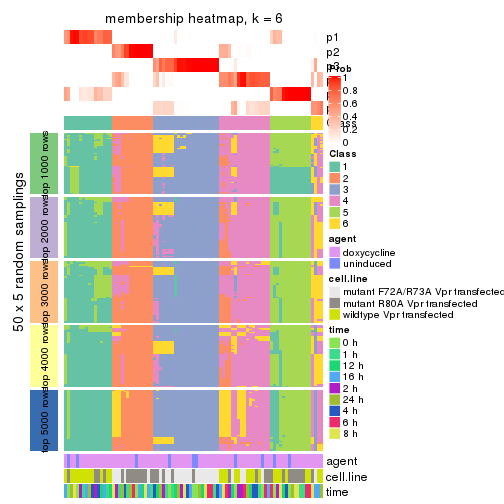 membership heatmap, k = 6
p1
p2
p3
Prob
1
0.8
0.6
0.4
0.2
0
Class
1
2
3
4
5
6
agent
doxycycline
uninduced
cell.line
mutant F72A/R73A Vpr transfected
mutant R80A Vpr transfected
wildtype Vpr transfected
time
0 h
1 h
12 h
16 h
2 h
24 h
4 h
6 h
8 h
50 x 5 random samplings
top 1000 rows
top 2000 rows
top 3000 rows
top 4000 rows
top 5000 rows
agent
cell.line
time